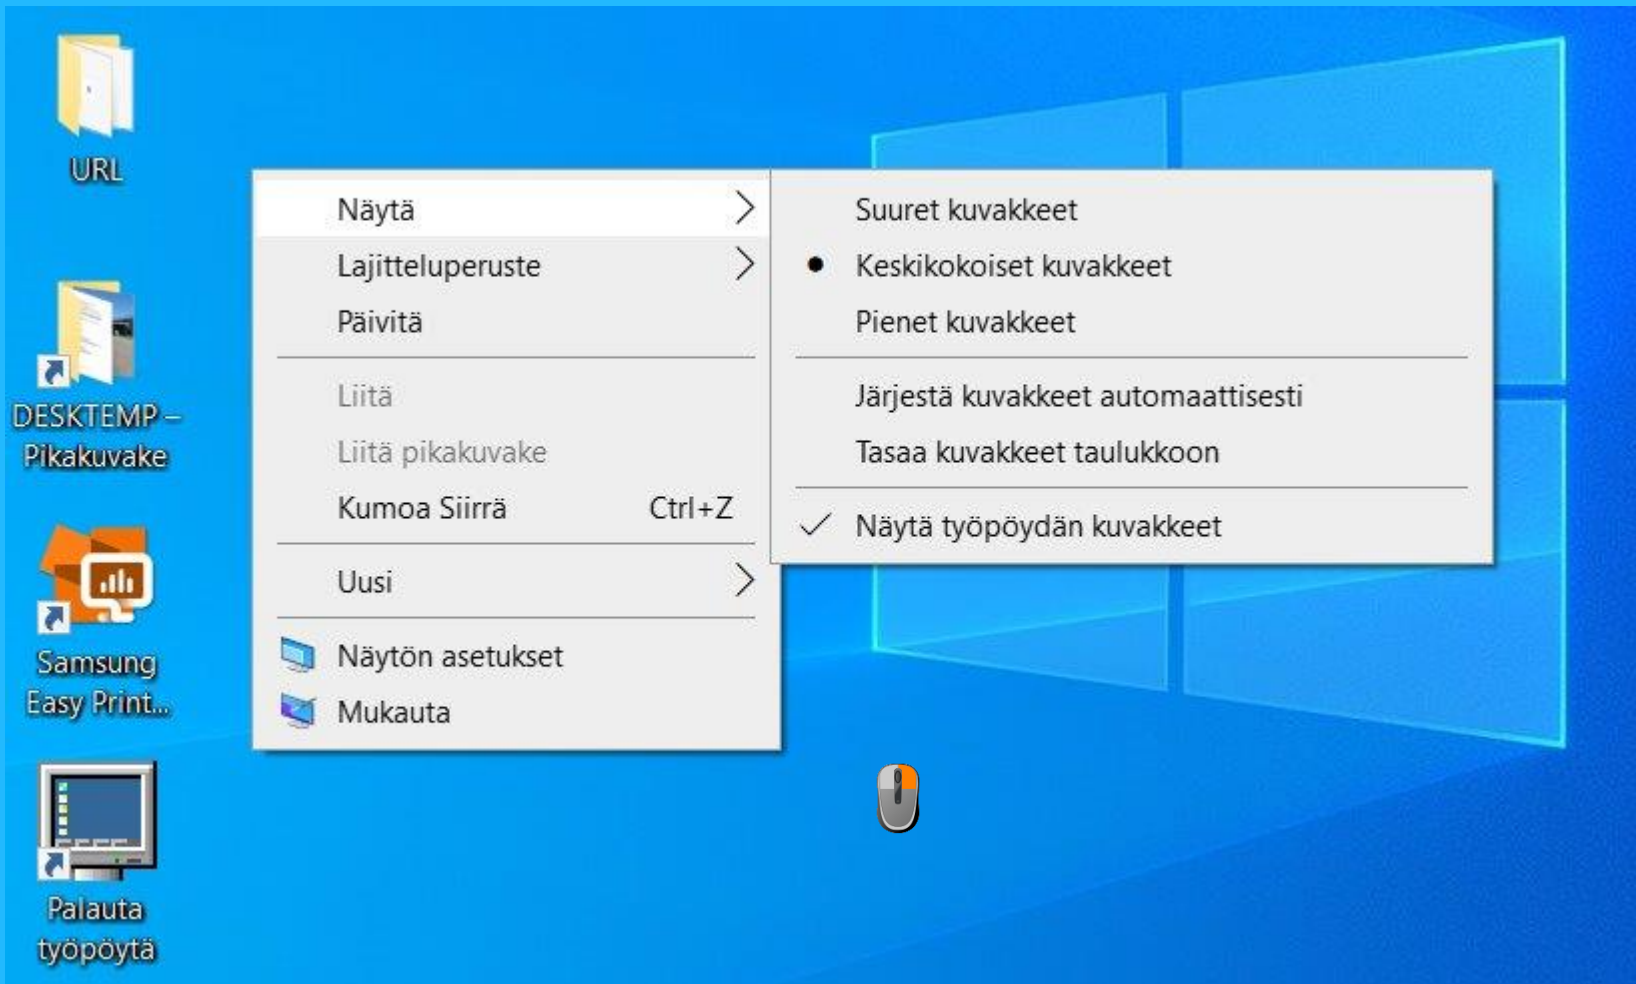 URL
DESKTEMP –
Pikakuvake
Samsung
Easy Print...
Palauta
työpöytä
Näytä
Lajitteluperuste
Päivitä
Liitä
Liitä pikakuvake
Kumoa Siirrä Ctrl+Z
Uusi
Näytön asetukset
Mukauta
Suuret kuvakkeet
Keskikokoiset kuvakkeet
Pienet kuvakkeet
Järjestä kuvakkeet automaattisesti
Tasaa kuvakkeet taulukkoon
Näytä työpöydän kuvakkeet